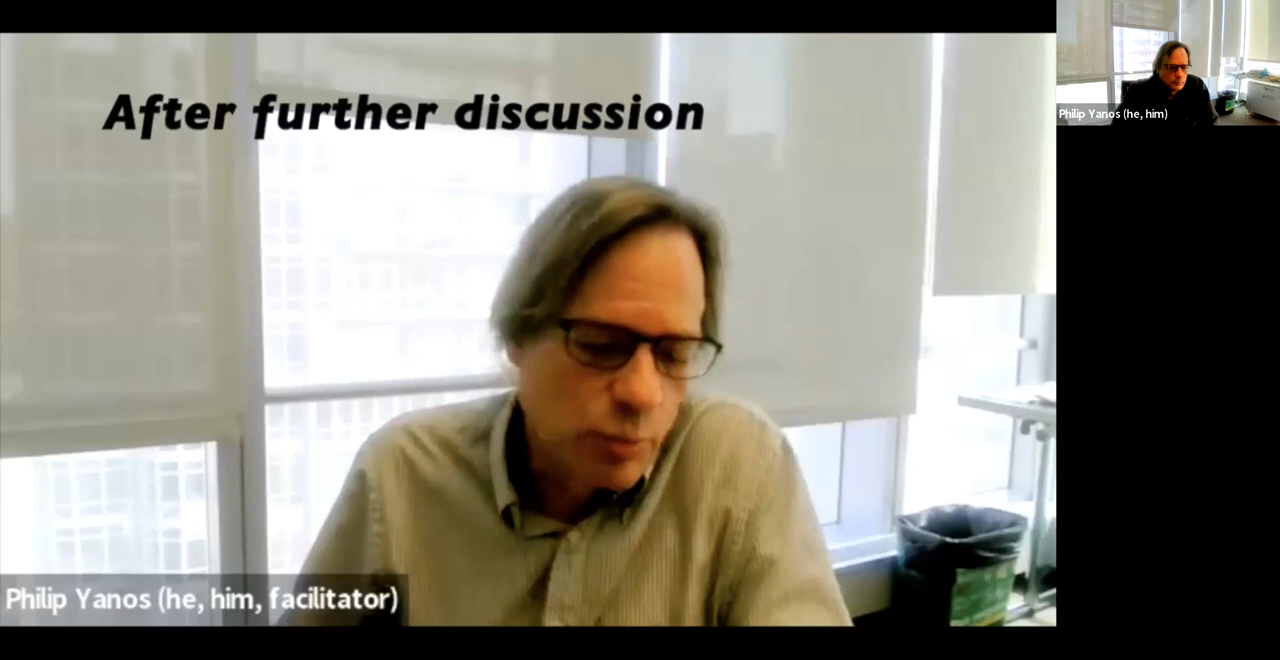 After further discussion
Philip Yanos (he, him)
Philip Yanos (he, him, facilitator)